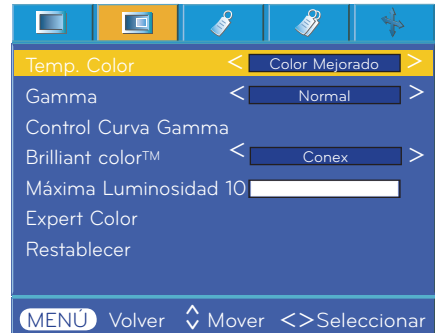 Temp. Color < Color Mejorado >
Gamma < Normal >
Control Curva Gamma
Brilliant color™ < Conex >
Máxima Luminosidad 10
Expert Color
Restablecer
MENÚ Volver Mover <> Seleccionar